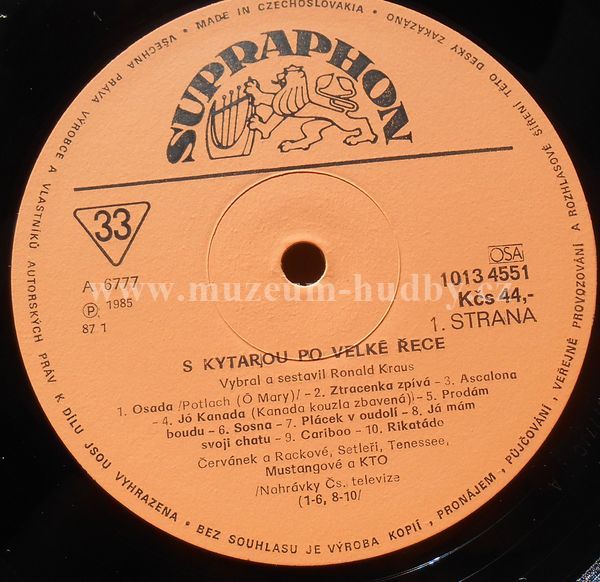 VŠECHNA PRÁVA VÝROBCE A VLASTNÍKŮ AUTORSKÝCH PRÁV K DÍLU JSOU VYHRAZENA • BEZ SOUHLASU JE VÝROBA KOPIÍ, PRONÁJEM, PŮJČOVÁNÍ, VEŘEJNÉ PROVOZOVÁNÍ A ROZHLASOVÉ ŠÍŘENÍ TÉTO DESKY ZAKÁZÁNO • MADE IN CZECHOSLOVAKIA •
SUPRAPHON
33
A 6777
Ⓟ 1985
87 1
OSA
1013 4551
Kčs 44,-
1. STRANA
www.muzeum-hudby.cz
S KYTAROU PO VELKÉ ŘECE
Vybral a sestavil Ronald Kraus
1. Osada /Potlach (Ó Mary)/ – 2. Ztracenka zpívá – 3. Ascalona
– 4. Jó Kanada (Kanada kouzla zbavená)– 5. Prodám
boudu – 6. Sosna – 7. Plácek v oudolí – 8. Já mám
svoji chatu – 9. Cariboo – 10. Rikatádo
Červánek a Rackové, Setleři, Tenessee,
Mustangové a KTO
/Nahrávky Čs. televize
(1-6, 8-10/